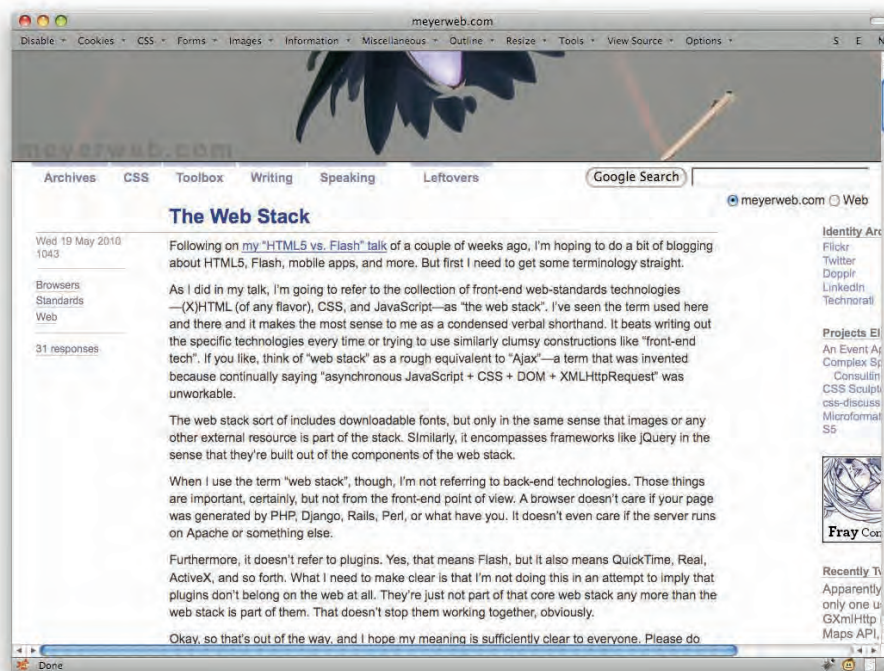 meyerweb.com
Disable Cookies CSS Forms Images Information Miscellaneous Outline Resize Tools View Source Options S E N
meyerweb.com
Archives CSS Toolbox Writing Speaking Leftovers Google Search
meyerweb.com Web
The Web Stack
Wed 19 May 2010
1043
Browsers
Standards
Web
31 responses
Following on my "HTML5 vs. Flash" talk of a couple of weeks ago, I'm hoping to do a bit of blogging
about HTML5, Flash, mobile apps, and more. But first I need to get some terminology straight.
As I did in my talk, I'm going to refer to the collection of front-end web-standards technologies
—(X)HTML (of any flavor), CSS, and JavaScript—as "the web stack". I've seen the term used here
and there and it makes the most sense to me as a condensed verbal shorthand. It beats writing out
the specific technologies every time or trying to use similarly clumsy constructions like "front-end
tech". If you like, think of "web stack" as a rough equivalent to "Ajax"—a term that was invented
because continually saying "asynchronous JavaScript + CSS + DOM + XMLHttpRequest" was
unworkable.
The web stack sort of includes downloadable fonts, but only in the same sense that images or any
other external resource is part of the stack. SImilarly, it encompasses frameworks like jQuery in the
sense that they're built out of the components of the web stack.
When I use the term "web stack", though, I'm not referring to back-end technologies. Those things
are important, certainly, but not from the front-end point of view. A browser doesn't care if your page
was generated by PHP, Django, Rails, Perl, or what have you. It doesn't even care if the server runs
on Apache or something else.
Furthermore, it doesn't refer to plugins. Yes, that means Flash, but it also means QuickTime, Real,
ActiveX, and so forth. What I need to make clear is that I'm not doing this in an attempt to imply that
plugins don't belong on the web at all. They're just not part of that core web stack any more than the
web stack is part of them. That doesn't stop them working together, obviously.
Okay, so that's out of the way, and I hope my meaning is sufficiently clear to everyone. Please do
Identity Arc
Flickr
Twitter
Dopplr
LinkedIn
Technorati
Projects El
An Event Ap
Complex Sp
Consultin
CSS Sculpt
css-discuss
Microformat
S5
Fray Con
Recently Tw
Apparently
only one u
GXmlHttp
Maps API,
Done